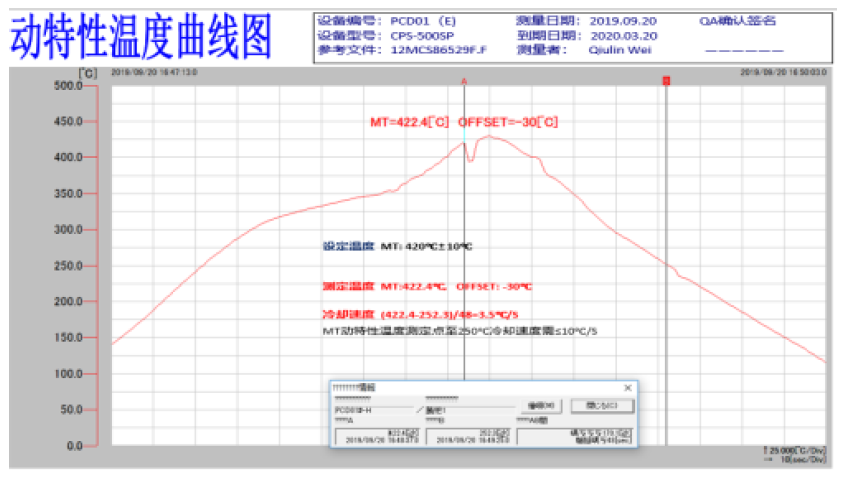 动特性温度曲线图
设备编号: PCD01 (E) 测量日期: 2019.09.20 QA确认签名
设备型号: CPS-500SP 到期日期: 2020.03.20
参考文件: 12MCS86529F.F 测量者: Qiulin Wei ——————
[℃] 2019/09/20 16:47:13.0 2019/09/20 16:50:03.0
500.0
A
450.0
MT=422.4[℃] OFFSET=-30[℃]
400.0
350.0
300.0
设定温度 MT: 420℃±10℃
250.0
测定温度 MT:422.4℃ OFFSET: -30℃
200.0
冷却速度 (422.4-252.3)/48=3.5℃/S
MT动特性温度测定点至250℃冷却速度需≤10℃/S
150.0
100.0
????????情報
50.0
0.0
25.000[℃/Div]
→ 10[sec/Div]